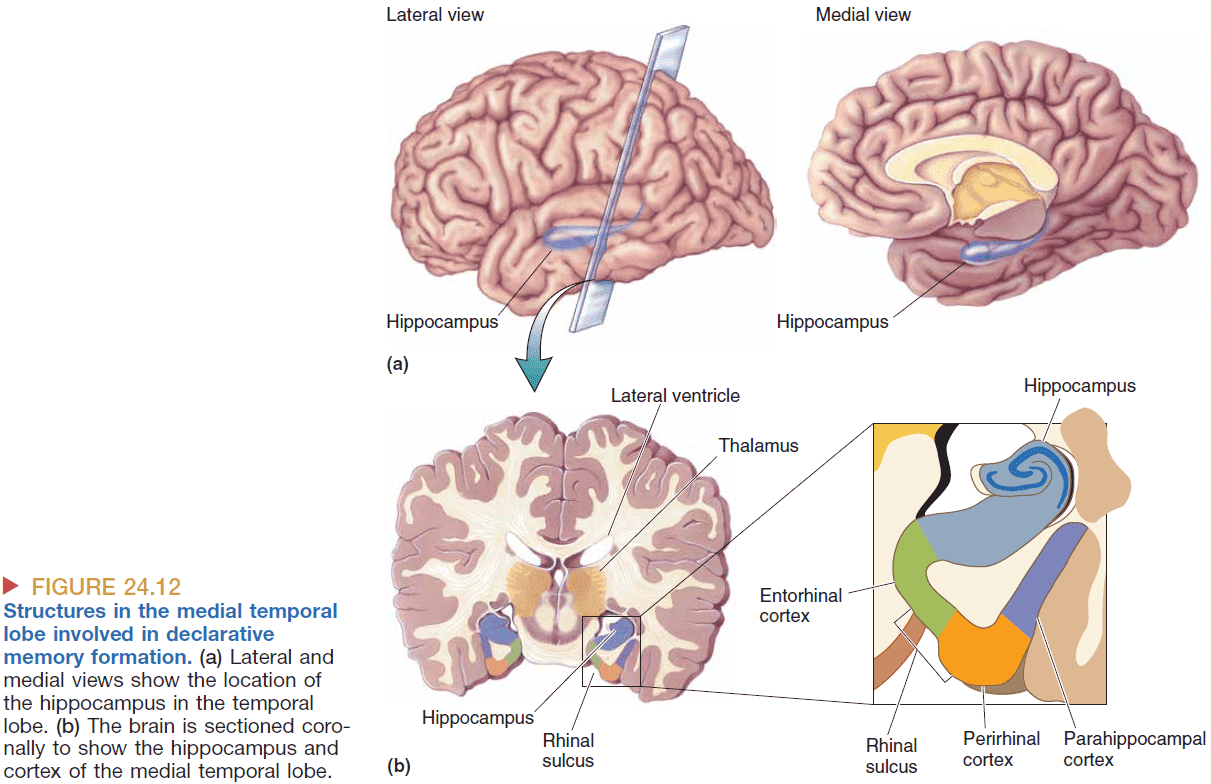 Lateral view
Medial view
Hippocampus
Hippocampus
(a)
Lateral ventricle
Thalamus
Hippocampus
Rhinal
sulcus
(b)
Hippocampus
Entorhinal
cortex
Rhinal
sulcus
Perirhinal
cortex
Parahippocampal
cortex
▶ FIGURE 24.12
Structures in the medial temporal
lobe involved in declarative
memory formation. (a) Lateral and
medial views show the location of
the hippocampus in the temporal
lobe. (b) The brain is sectioned coro-
nally to show the hippocampus and
cortex of the medial temporal lobe.